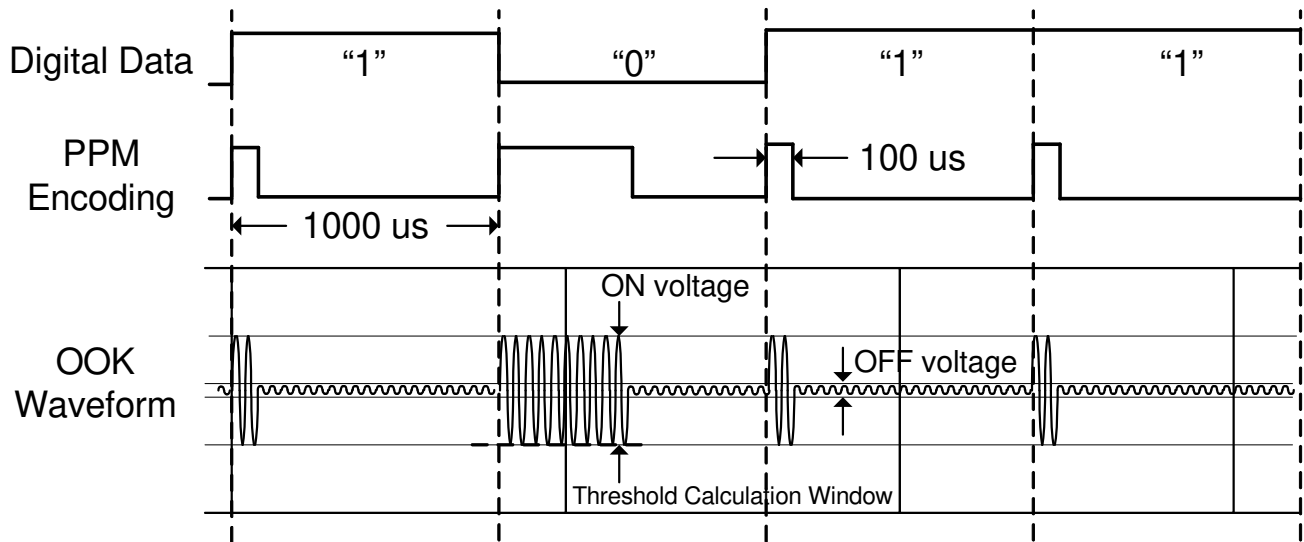 Digital Data
“1”
“0”
“1”
“1”
PPM
Encoding
100 us
1000 us
ON voltage
OOK
Waveform
OFF voltage
Threshold Calculation Window